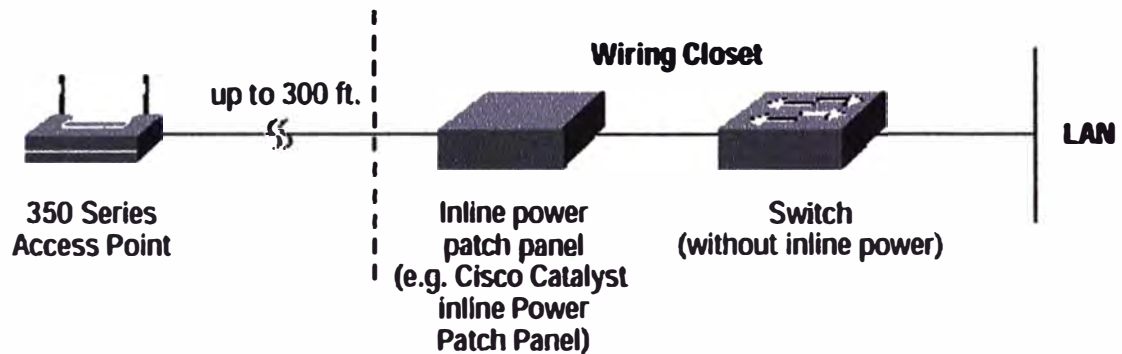 Wiring Closet
up to 300 ft.
LAN
350 Series
Access Point
Inline power
patch panel
(e.g. Cisco Catalyst
inline Power
Patch Panel)
Switch
(without inline power)